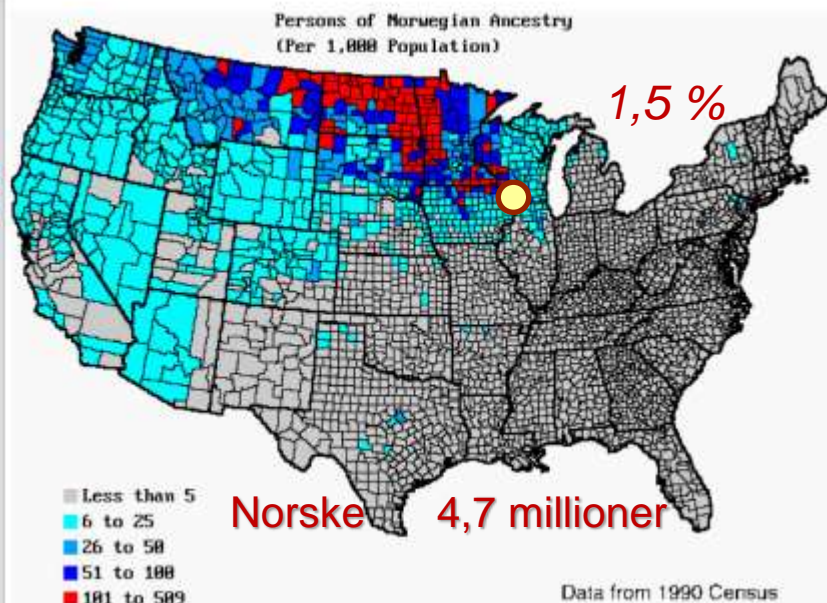 Persons of Norwegian Ancestry
(Per 1,000 Population)
1,5 %
Less than 5
6 to 25
26 to 50
51 to 100
101 to 509
Norske 4,7 millioner
Data from 1990 Census